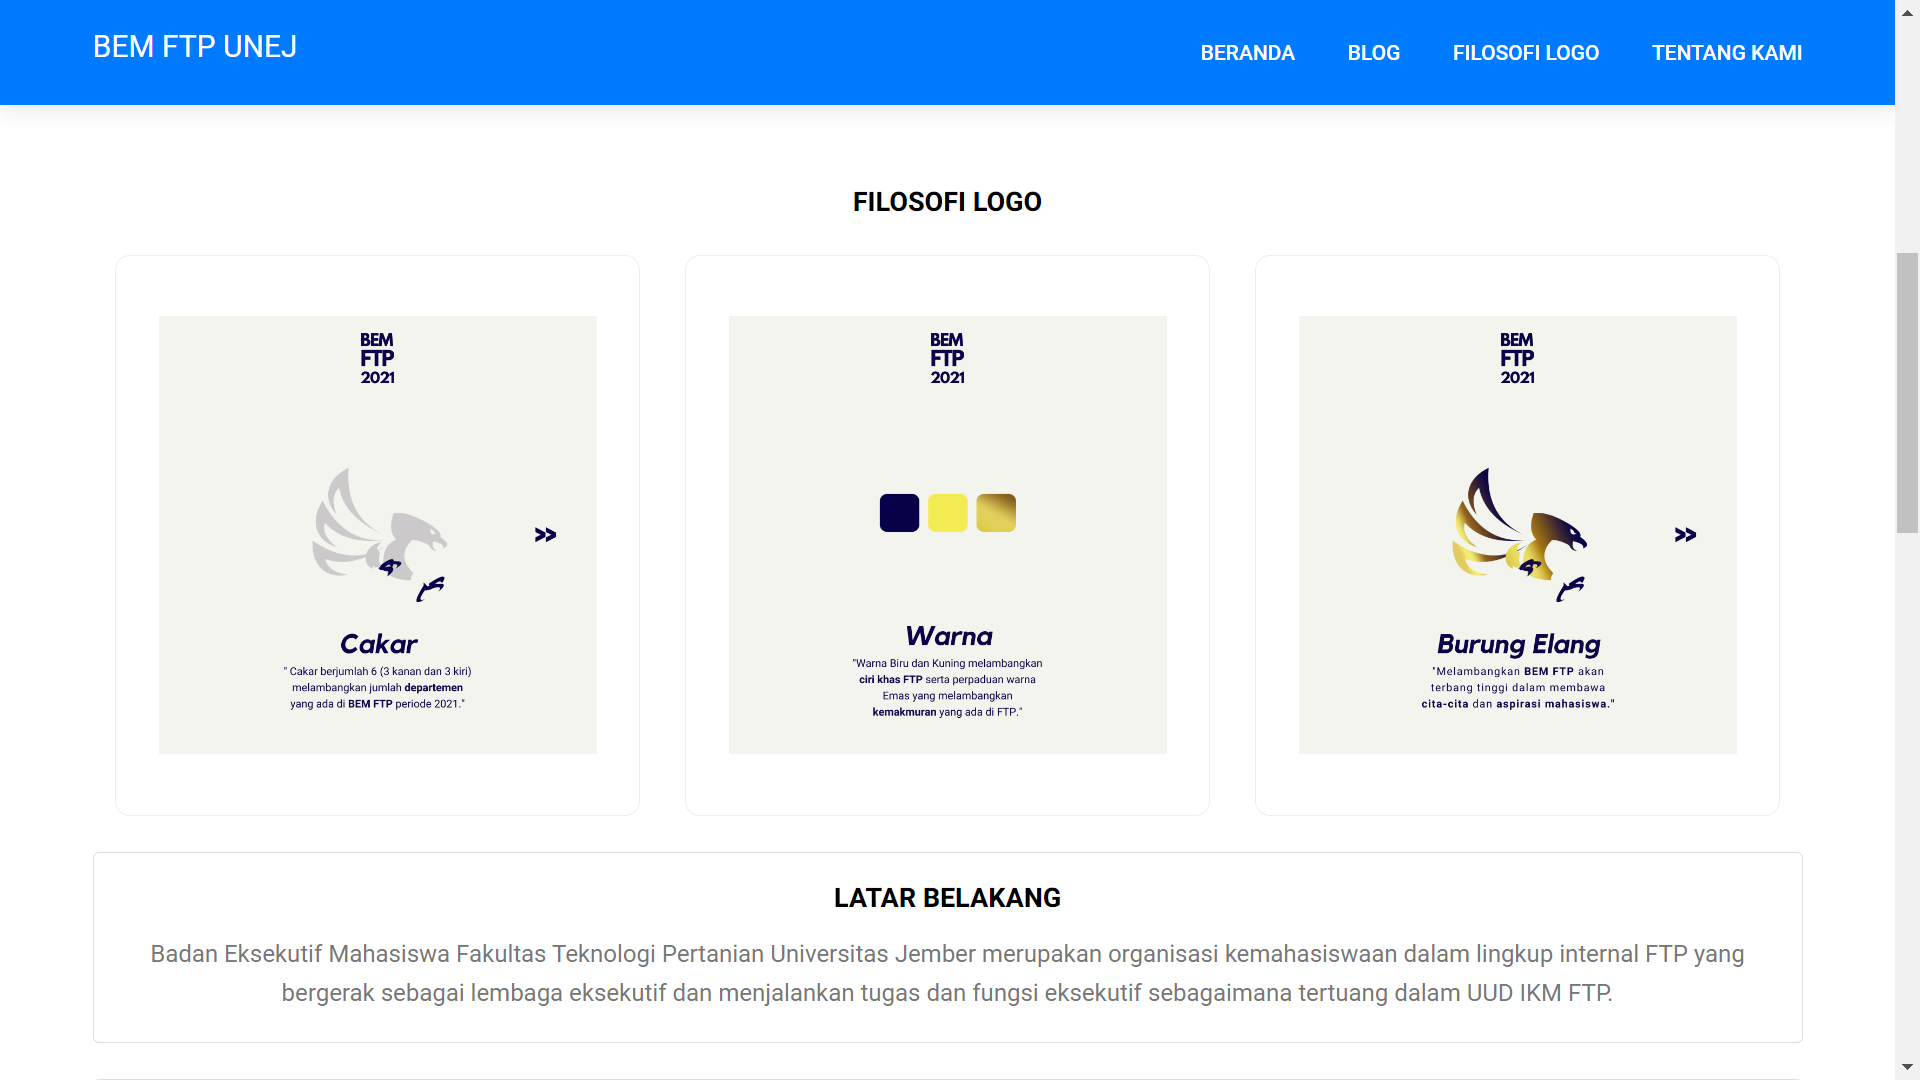 BEM FTP UNEJ
BERANDA
BLOG
FILOSOFI LOGO
TENTANG KAMI
FILOSOFI LOGO
BEM
FTP
2021
Cakar
" Cakar berjumlah 6 (3 kanan dan 3 kiri)
melambangkan jumlah departemen
yang ada di BEM FTP periode 2021."
BEM
FTP
2021
Warna
"Warna Biru dan Kuning melambangkan
ciri khas FTP serta perpaduan warna
Emas yang melambangkan
kemakmuran yang ada di FTP."
BEM
FTP
2021
Burung Elang
"Melambangkan BEM FTP akan
terbang tinggi dalam membawa
cita-cita dan aspirasi mahasiswa."
LATAR BELAKANG
Badan Eksekutif Mahasiswa Fakultas Teknologi Pertanian Universitas Jember merupakan organisasi kemahasiswaan dalam lingkup internal FTP yang
bergerak sebagai lembaga eksekutif dan menjalankan tugas dan fungsi eksekutif sebagaimana tertuang dalam UUD IKM FTP.